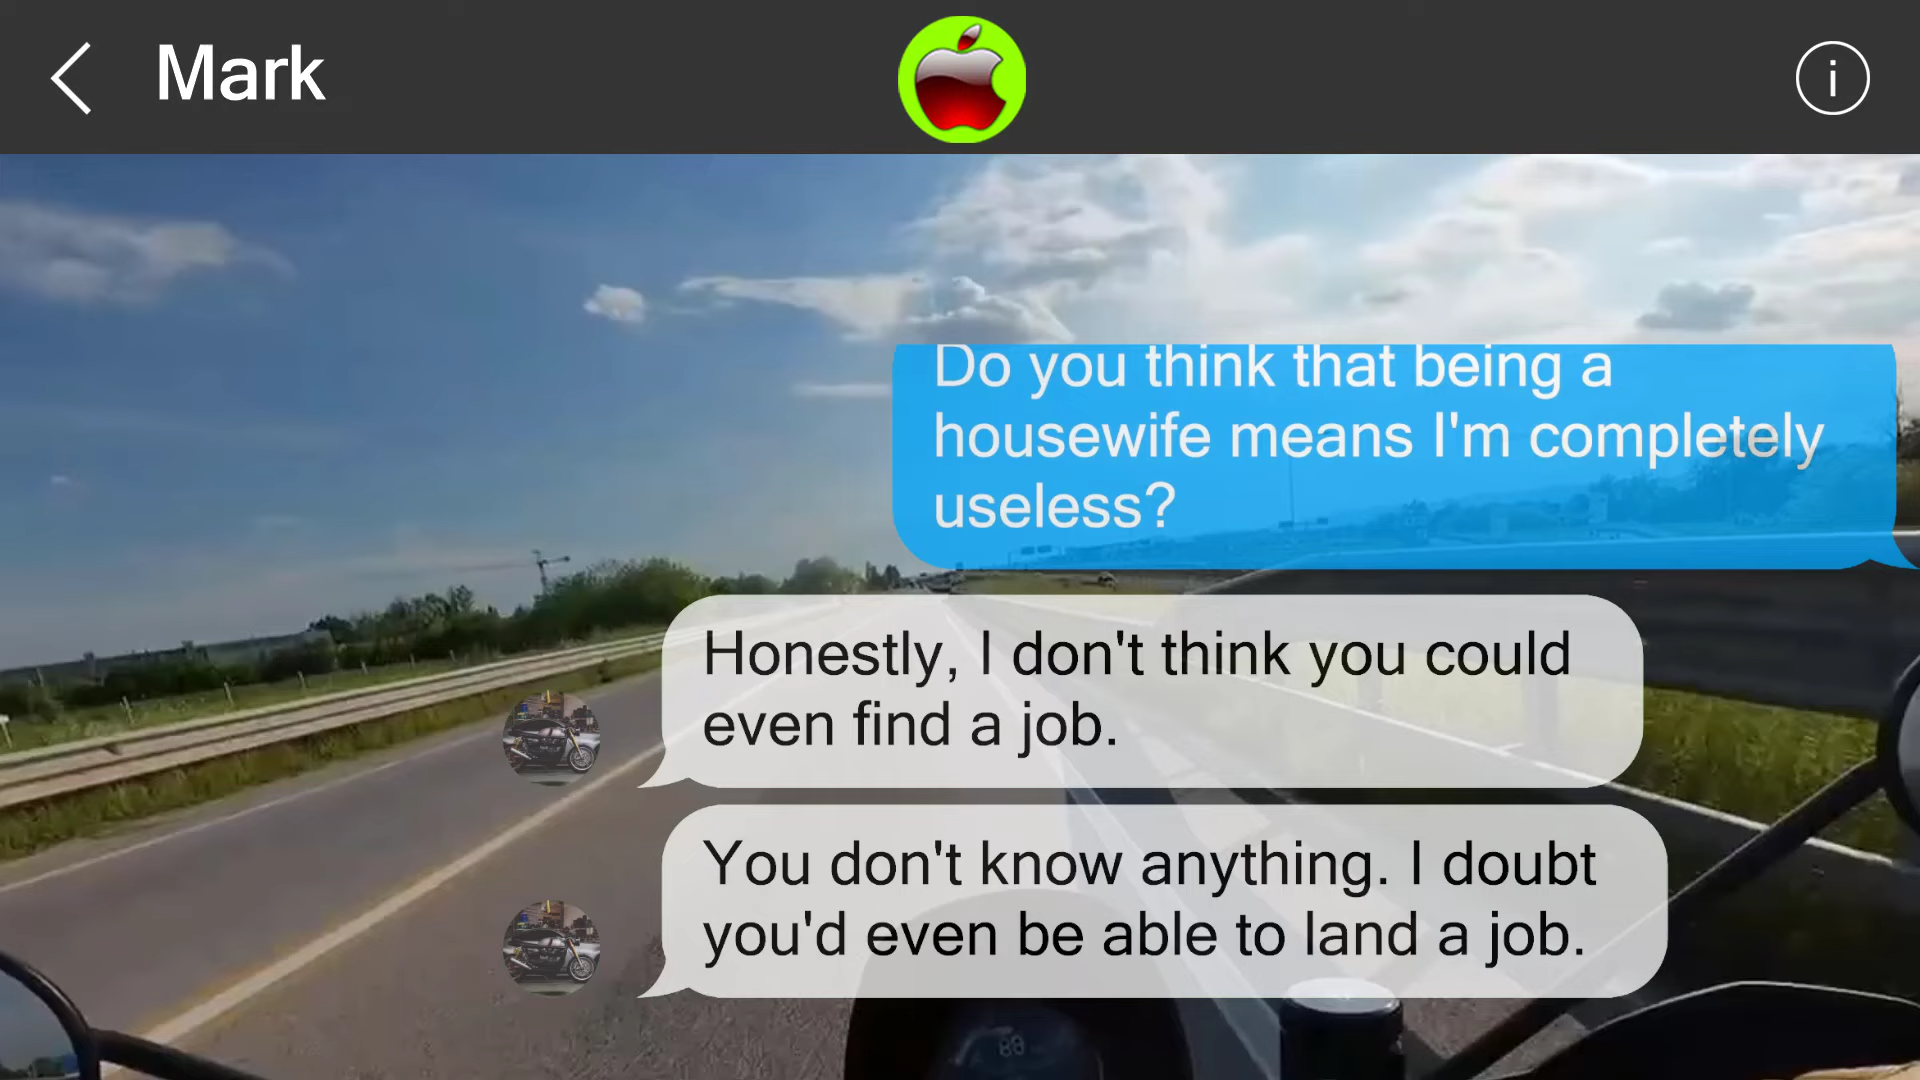 Mark
i
Do you think that being a
housewife means I'm completely
useless?
Honestly, I don't think you could
even find a job.
You don't know anything. I doubt
you'd even be able to land a job.